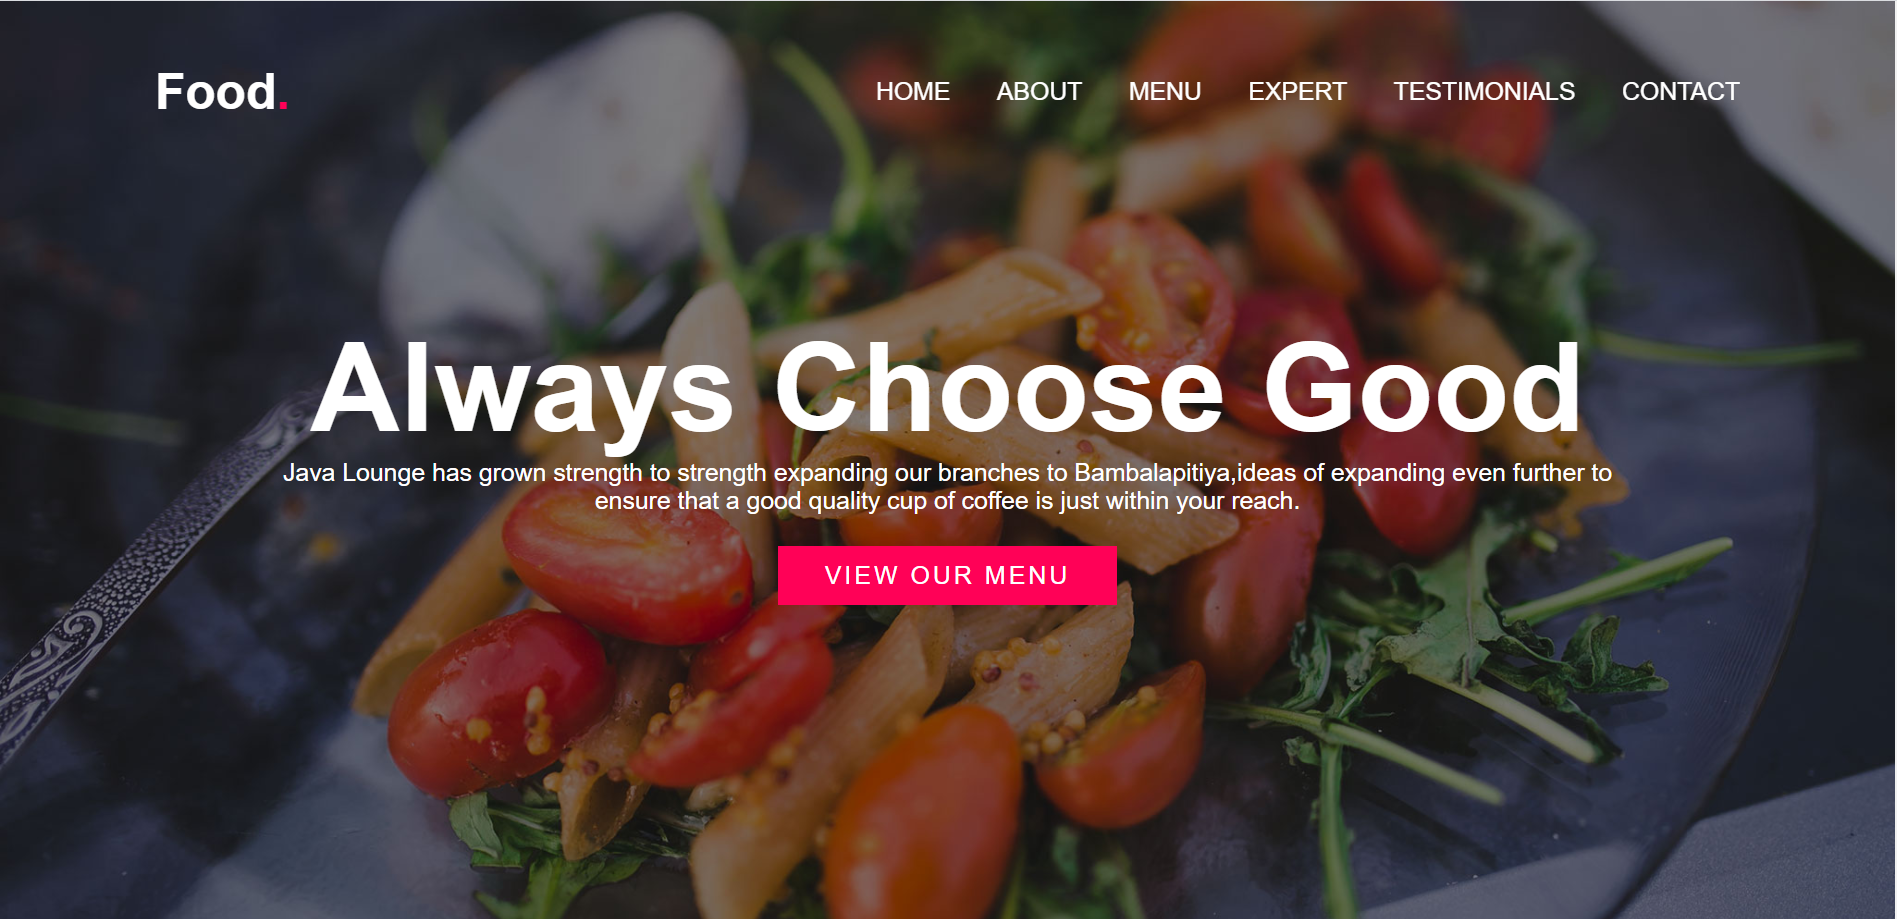 Food.
HOME ABOUT MENU EXPERT TESTIMONIALS CONTACT
Always Choose Good
Java Lounge has grown strength to strength expanding our branches to Bambalapitiya,ideas of expanding even further to
ensure that a good quality cup of coffee is just within your reach.
VIEW OUR MENU